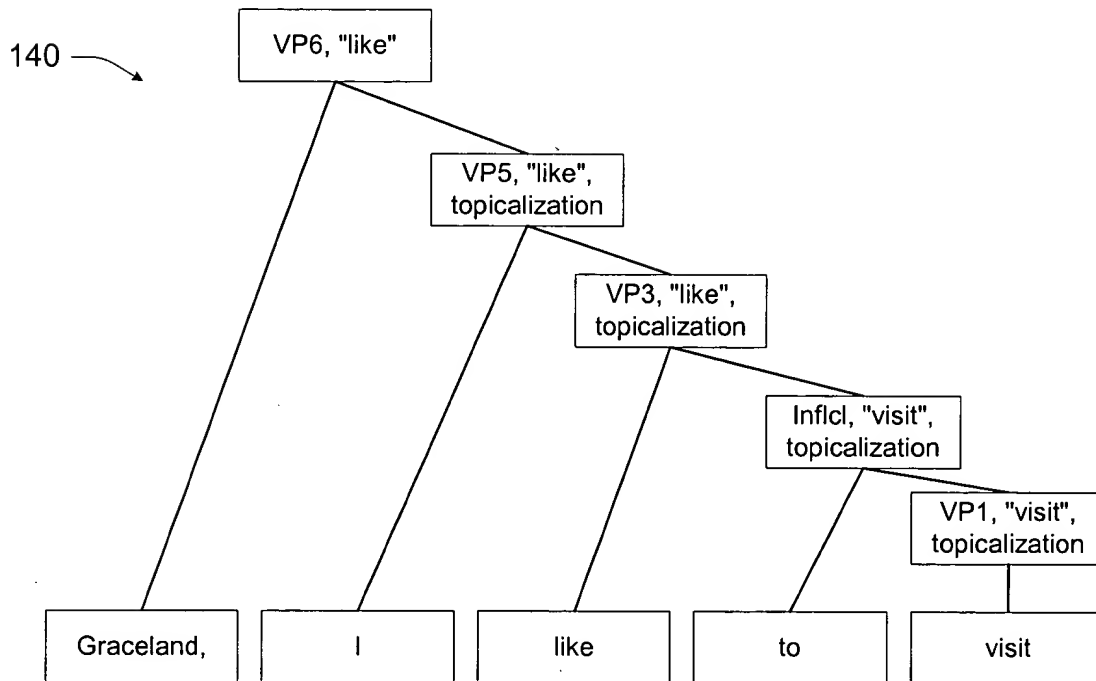 140
VP6, "like"
VP5, "like",
topicalization
VP3, "like",
topicalization
Inflcl, "visit",
topicalization
VP1, "visit",
topicalization
Graceland,
I
like
to
visit